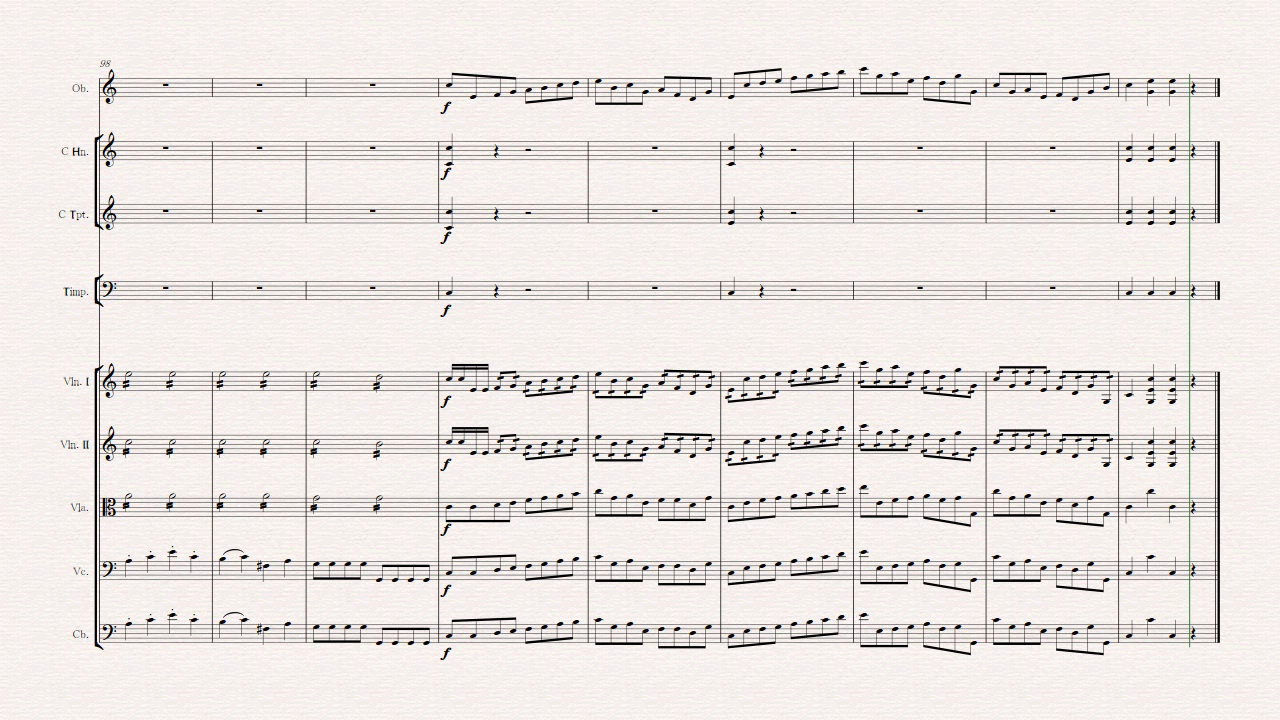 98
Ob.
f
C Hn.
f
C Tpt.
f
Timp.
f
Vln. I
f
Vln. II
f
Vla.
f
Vc.
f
Cb.
f